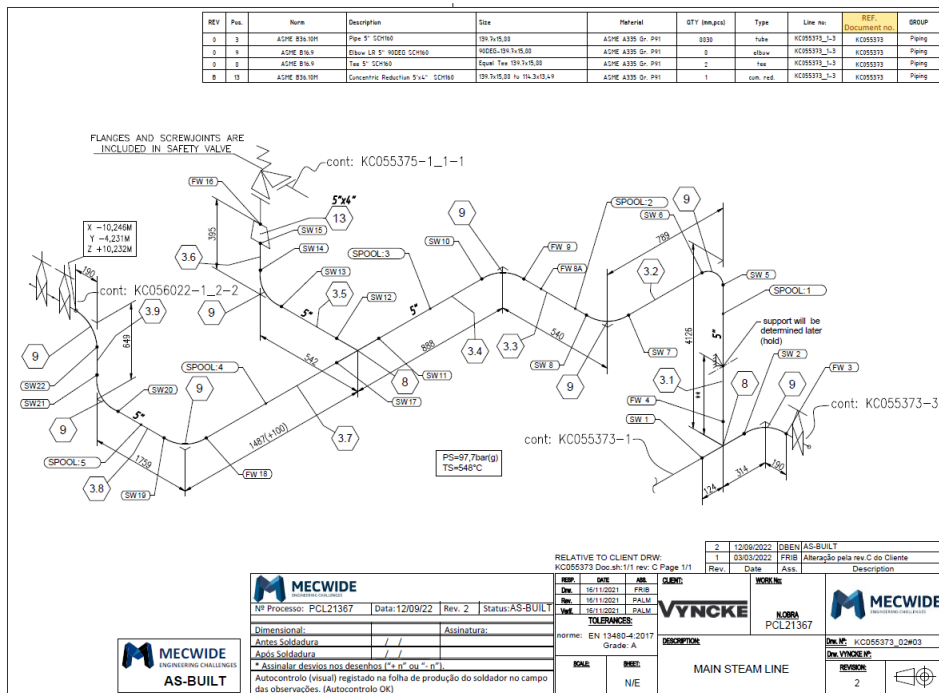 REV Pos. Norm Description Size Material QTY (mm,pcs) Type Line no: REF. Document no. GROUP
0 3 ASME B36.10M Pipe 5" SCH160 139.7x15,88 ASME A335 Gr. P91 8830 tube KC055373_1-3 KC055373 Piping
0 9 ASME B16.9 Elbow LR 5" 90DEG SCH160 90DEG-139.7x15,88 ASME A335 Gr. P91 8 elbow KC055373_1-3 KC055373 Piping
0 8 ASME B16.9 Tee 5" SCH160 Equal Tee 139.7x15,88 ASME A335 Gr. P91 2 tee KC055373_1-3 KC055373 Piping
B 13 ASME B36.10M Concentric Reduction 5"x4" SCH160 139.7x15,88 to 114.3x13,49 ASME A335 Gr. P91 1 con. red. KC055373_1-3 KC055373 Piping
FLANGES AND SCREWJOINTS ARE
INCLUDED IN SAFETY VALVE
cont: KC055375-1_1-1
FW 16
5"x4"
13
SW15
SW14
395
3.6
X -10,246M
Y -4,231M
Z +10,232M
190
cont: KC056022-1_2-2
3.9
649
9
SW22
SW21
9
SW20
5"
SPOOL:5
3.8
SW19
1759
9
SW13
3.5
5"
SW12
SPOOL:3
542
SPOOL:4
9
1487(+100)
3.7
FW 18
SW10
9
5"
888
3.4
8
SW11
SW17
FW 9
FW 8A
3.3
540
SW 8
9
SPOOL:2
SW 6
9
789
3.2
SW 7
SW 5
SPOOL:1
5"
4126
support will be
determined later
(hold)
3.1
**
FW 4
SW 1
8
SW 2
9
FW 3
cont: KC055373-3
cont: KC055373-1
124
314
190
PS=97,7bar(g)
TS=548°C
2 12/09/2022 DBEN AS-BUILT
1 03/03/2022 FRIB Alteração pela rev.C do Cliente
Rev. Date Ass. Description
RELATIVE TO CLIENT DRW:
KC055373 Doc.sh:1/1 rev: C Page 1/1
RESP. DATE ASS.
Drw. 16/11/2021 FRIB
Rev. 16/11/2021 PALM
Verif. 16/11/2021 PALM
TOLERANCES:
norme: EN 13480-4:2017
Grade: A
SCALE: SHEET:
N/E
CLIENT:
VYNCKE
WORK No:
N.OBRA
PCL21367
DESCRIPTION:
MAIN STEAM LINE
MECWIDE
ENGINEERING CHALLENGES
Drw. Nº: KC055373_02#03
Drw. VYNCKE Nº:
REVISION:
2
MECWIDE
ENGINEERING CHALLENGES
Nº Processo: PCL21367 Data:12/09/22 Rev. 2 Status:AS-BUILT
Dimensional: Assinatura:
Antes Soldadura / /
Após Soldadura / /
* Assinalar desvios nos desenhos ("+ n" ou "- n").
Autocontrolo (visual) registado na folha de produção do soldador no campo
das observações. (Autocontrolo OK)
MECWIDE
ENGINEERING CHALLENGES
AS-BUILT